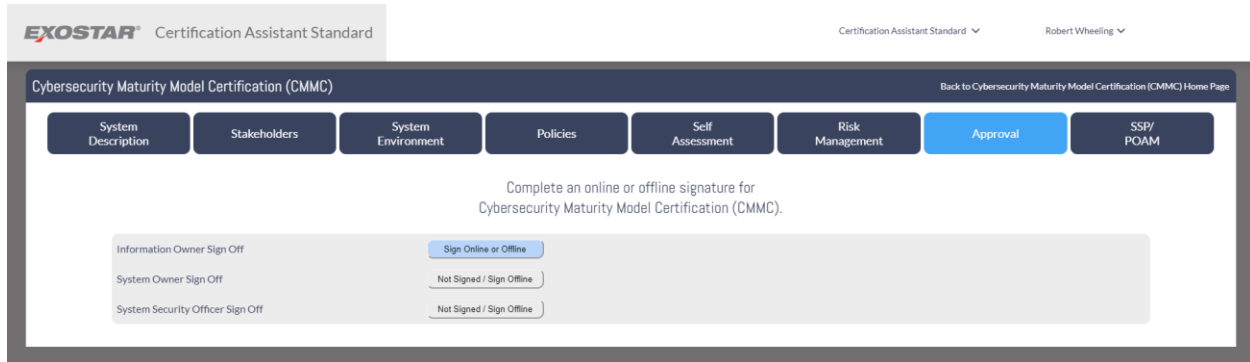 EXOSTAR® Certification Assistant Standard
Certification Assistant Standard
Robert Wheeling
Cybersecurity Maturity Model Certification (CMMC)
Back to Cybersecurity Maturity Model Certification (CMMC) Home Page
System
Description
Stakeholders
System
Environment
Policies
Self
Assessment
Risk
Management
Approval
SSP/
POAM
Complete an online or offline signature for
Cybersecurity Maturity Model Certification (CMMC).
Information Owner Sign Off
Sign Online or Offline
System Owner Sign Off
Not Signed / Sign Offline
System Security Officer Sign Off
Not Signed / Sign Offline